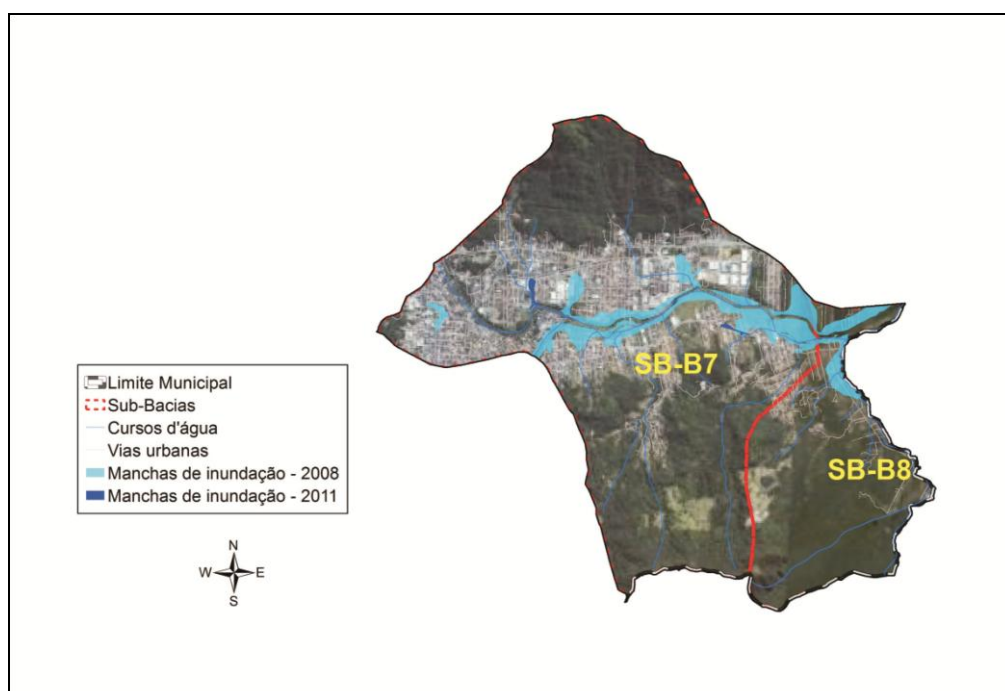 SB-B7
SB-B8
Limite Municipal
Sub-Bacias
Cursos d'água
Vias urbanas
Manchas de inundação - 2008
Manchas de inundação - 2011
N
W E
S